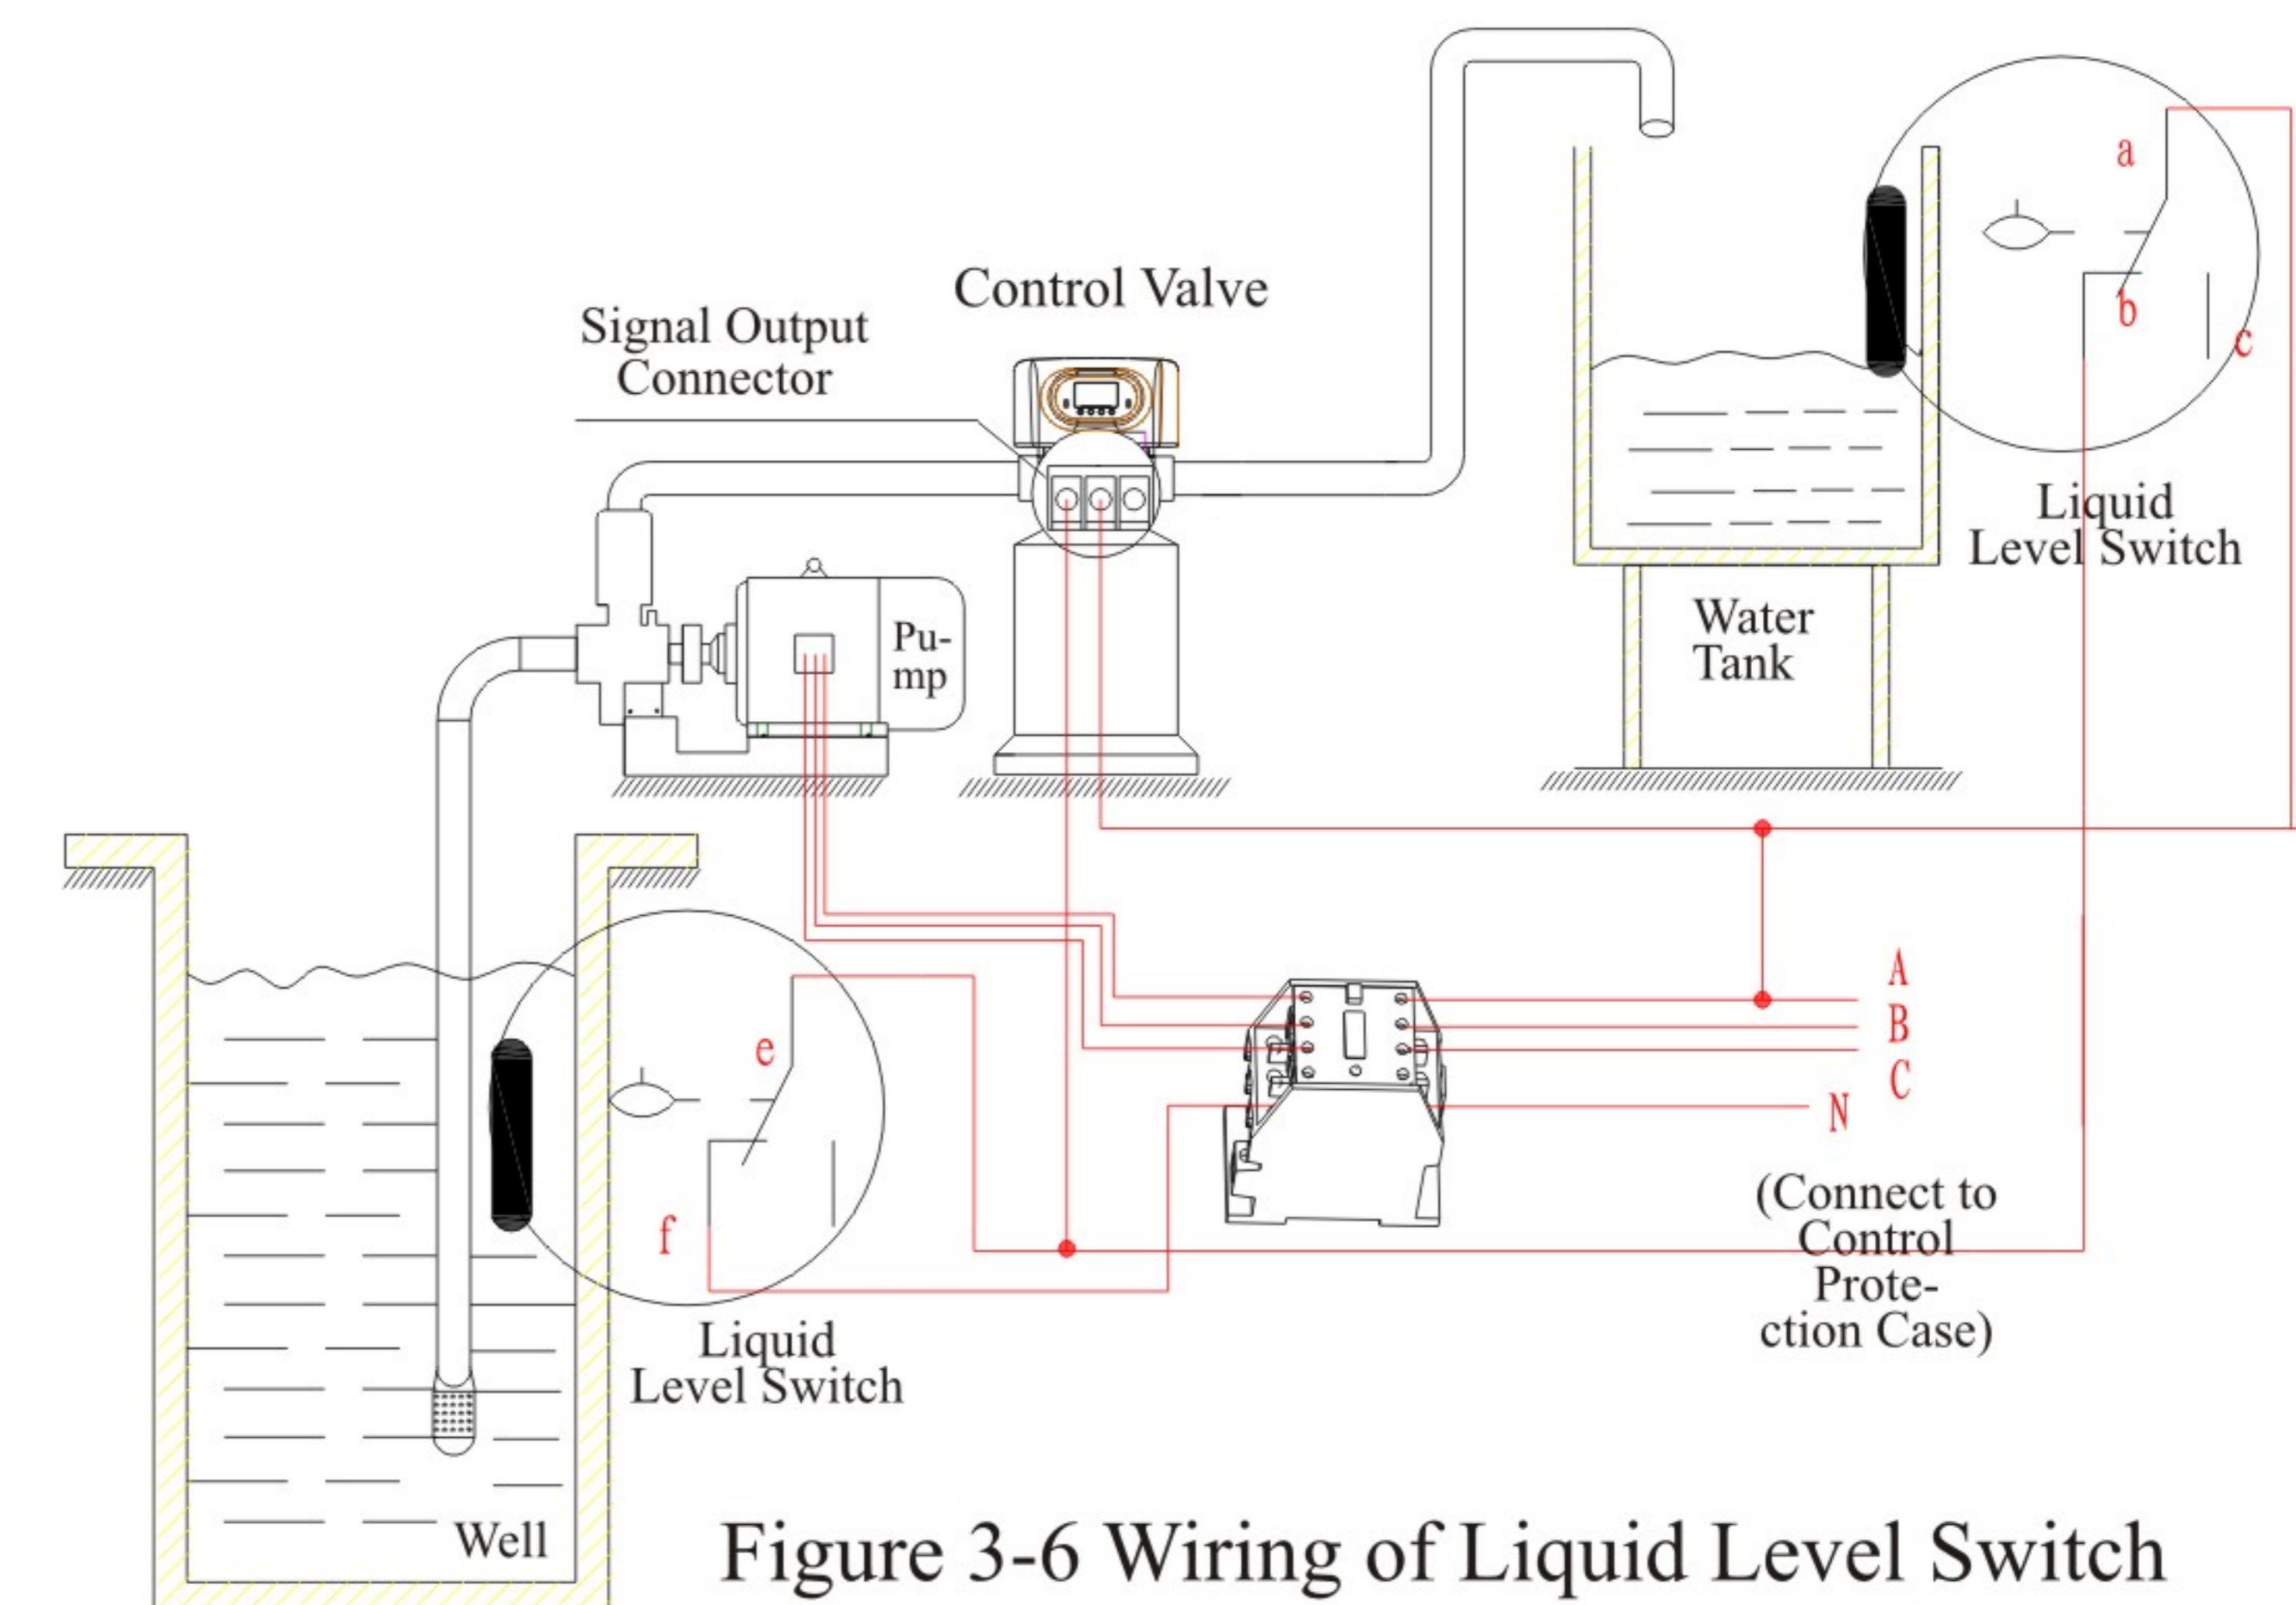 Control Valve
Signal Output
Connector
a
b
c
Liquid
Level Switch
Pu-
mp
Water
Tank
A
B
C
N
e
f
(Connect to
Control
Prote-
ction Case)
Liquid
Level Switch
Well
Figure 3-6 Wiring of Liquid Level Switch